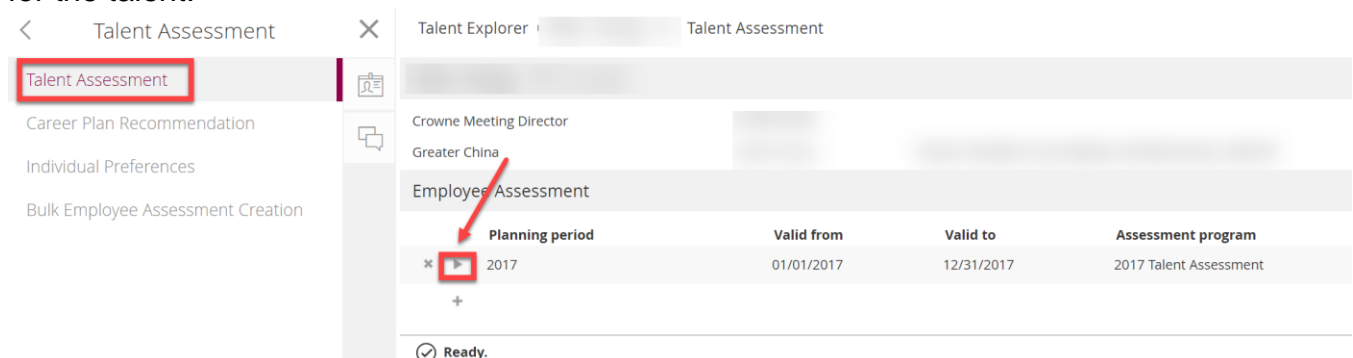 for the talent.
Talent Assessment
Talent Explorer
Talent Assessment
Talent Assessment
Career Plan Recommendation
Individual Preferences
Bulk Employee Assessment Creation
Crowne Meeting Director
Greater China
Employee Assessment
Planning period Valid from Valid to Assessment program
2017 01/01/2017 12/31/2017 2017 Talent Assessment
Ready.